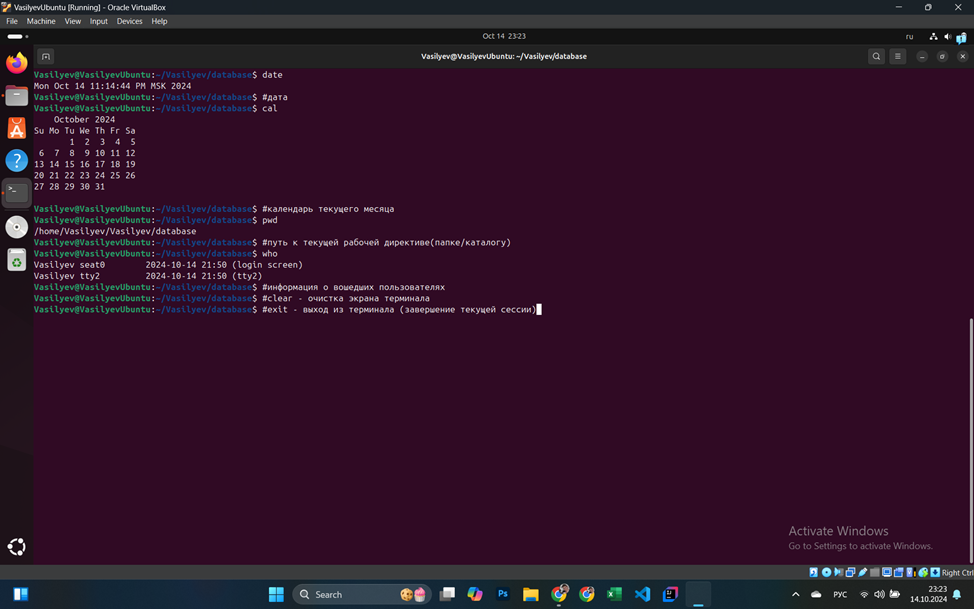 VasilyevUbuntu [Running] - Oracle VirtualBox
File Machine View Input Devices Help
Oct 14 23:23
ru
Vasilyev@VasilyevUbuntu: ~/Vasilyev/database
Vasilyev@VasilyevUbuntu:~/Vasilyev/database$ date
Mon Oct 14 11:14:44 PM MSK 2024
Vasilyev@VasilyevUbuntu:~/Vasilyev/database$ #дата
Vasilyev@VasilyevUbuntu:~/Vasilyev/database$ cal
October 2024
Su Mo Tu We Th Fr Sa
1 2 3 4 5
6 7 8 9 10 11 12
13 14 15 16 17 18 19
20 21 22 23 24 25 26
27 28 29 30 31
Vasilyev@VasilyevUbuntu:~/Vasilyev/database$ #календарь текущего месяца
Vasilyev@VasilyevUbuntu:~/Vasilyev/database$ pwd
/home/Vasilyev/Vasilyev/database
Vasilyev@VasilyevUbuntu:~/Vasilyev/database$ #путь к текущей рабочей директиве(папке/каталогу)
Vasilyev@VasilyevUbuntu:~/Vasilyev/database$ who
Vasilyev seat0 2024-10-14 21:50 (login screen)
Vasilyev tty2 2024-10-14 21:50 (tty2)
Vasilyev@VasilyevUbuntu:~/Vasilyev/database$ #информация о вошедших пользователях
Vasilyev@VasilyevUbuntu:~/Vasilyev/database$ #clear - очистка экрана терминала
Vasilyev@VasilyevUbuntu:~/Vasilyev/database$ #exit - выход из терминала (завершение текущей сессии)
Activate Windows
Go to Settings to activate Windows.
Right Ctrl
Search
Ps
РУС
23:23
14.10.2024